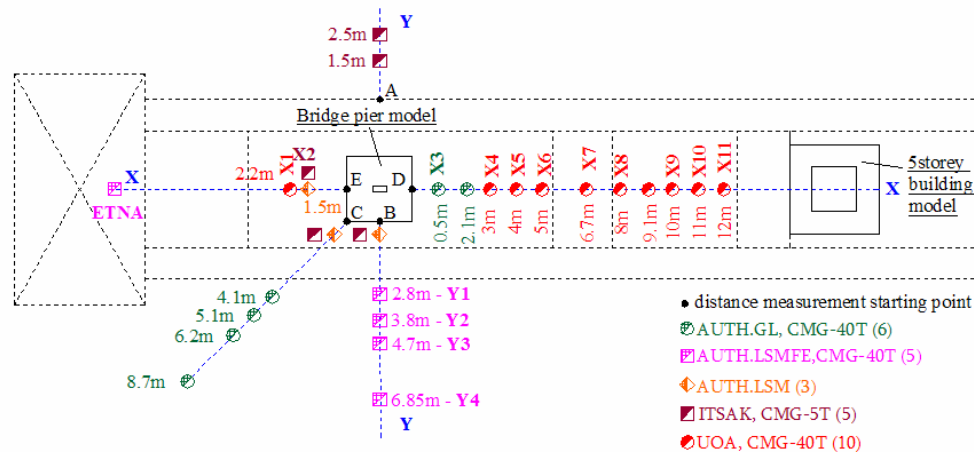 2.5m
Y
1.5m
A
Bridge pier model
X1
X2
X3
X4
X5
X6
X7
X8
X9
X10
X11
5storey
building
model
X
2.2m
E
D
X
ETNA
1.5m
C
B
0.5m
2.1m
3m
4m
5m
6.7m
8m
9.1m
10m
11m
12m
4.1m
5.1m
6.2m
8.7m
2.8m - Y1
3.8m - Y2
4.7m - Y3
6.85m - Y4
Y
distance measurement starting point
AUTH.GL, CMG-40T (6)
AUTH.LSMFE,CMG-40T (5)
AUTH.LSM (3)
ITSAK, CMG-5T (5)
UOA, CMG-40T (10)